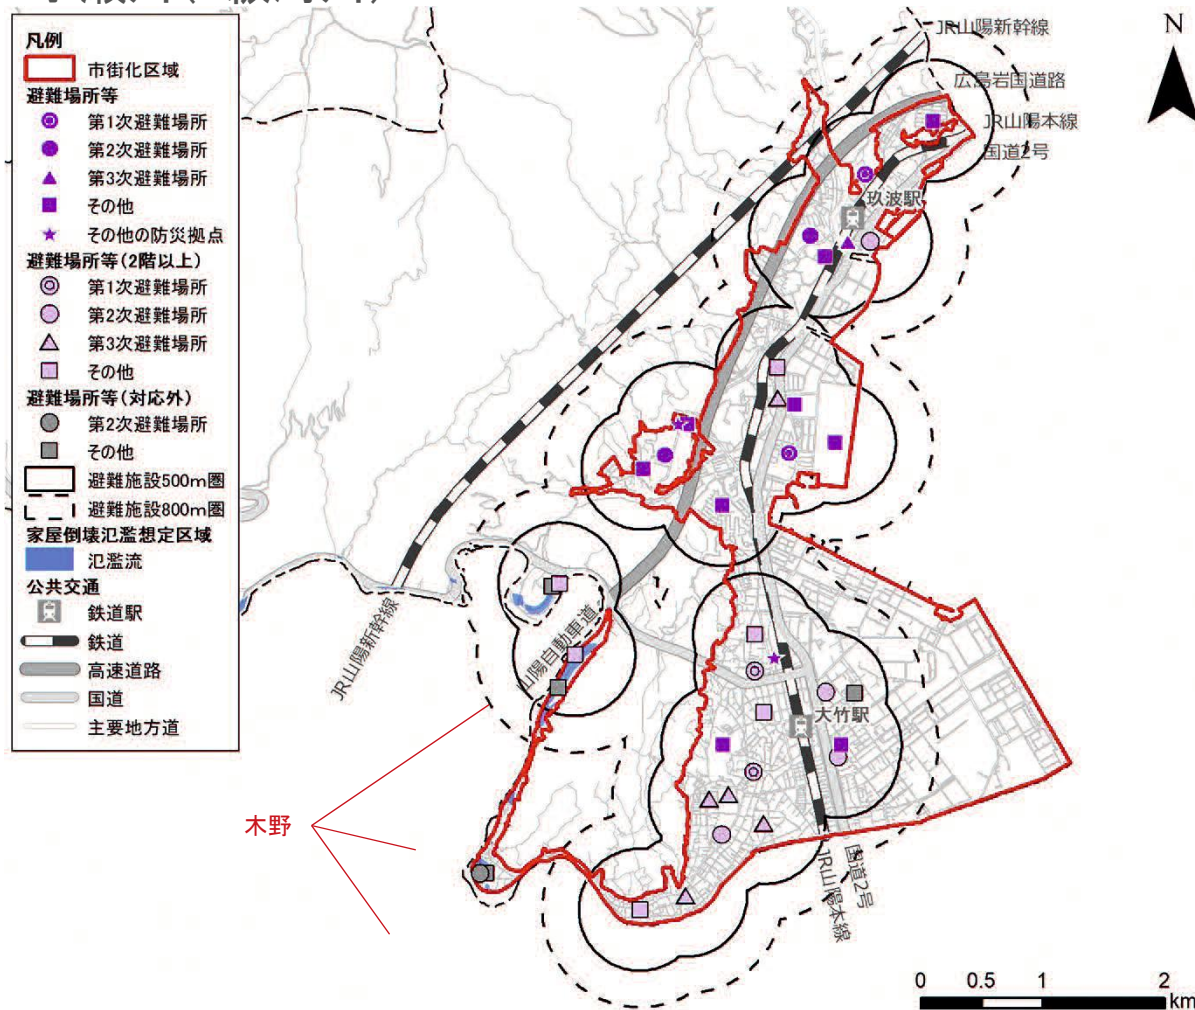 凡例
市街化区域
避難場所等
第1次避難場所
第2次避難場所
第3次避難場所
その他
その他の防災拠点
避難場所等(2階以上)
第1次避難場所
第2次避難場所
第3次避難場所
その他
避難場所等(対応外)
第2次避難場所
その他
避難施設500m圏
避難施設800m圏
家屋倒壊氾濫想定区域
氾濫流
公共交通
鉄道駅
鉄道
高速道路
国道
主要地方道
JR山陽新幹線
広島岩国道路
JR山陽本線
国道2号
玖波駅
JR山陽新幹線
山陽自動車道
大竹駅
木野
国道2号
JR山陽本線
N
0 0.5 1 2
km